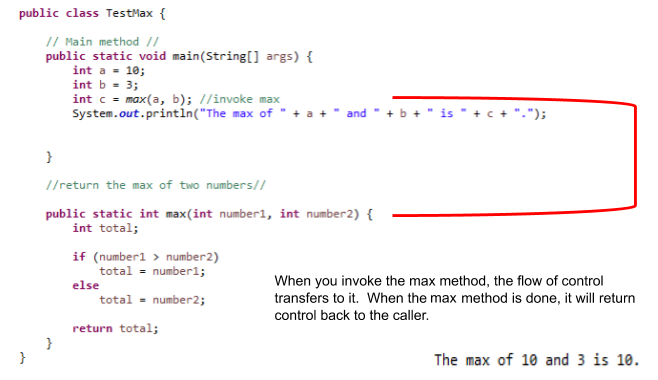 public class TestMax {
// Main method //
public static void main(String[] args) {
int a = 10;
int b = 3;
int c = max(a, b); //invoke max
System.out.println("The max of " + a + " and " + b + " is " + c + ".");
}
//return the max of two numbers//
public static int max(int number1, int number2) {
int total;
if (number1 > number2)
total = number1;
else
total = number2;
return total;
}
}
When you invoke the max method, the flow of control
transfers to it.  When the max method is done, it will return
control back to the caller.
The max of 10 and 3 is 10.